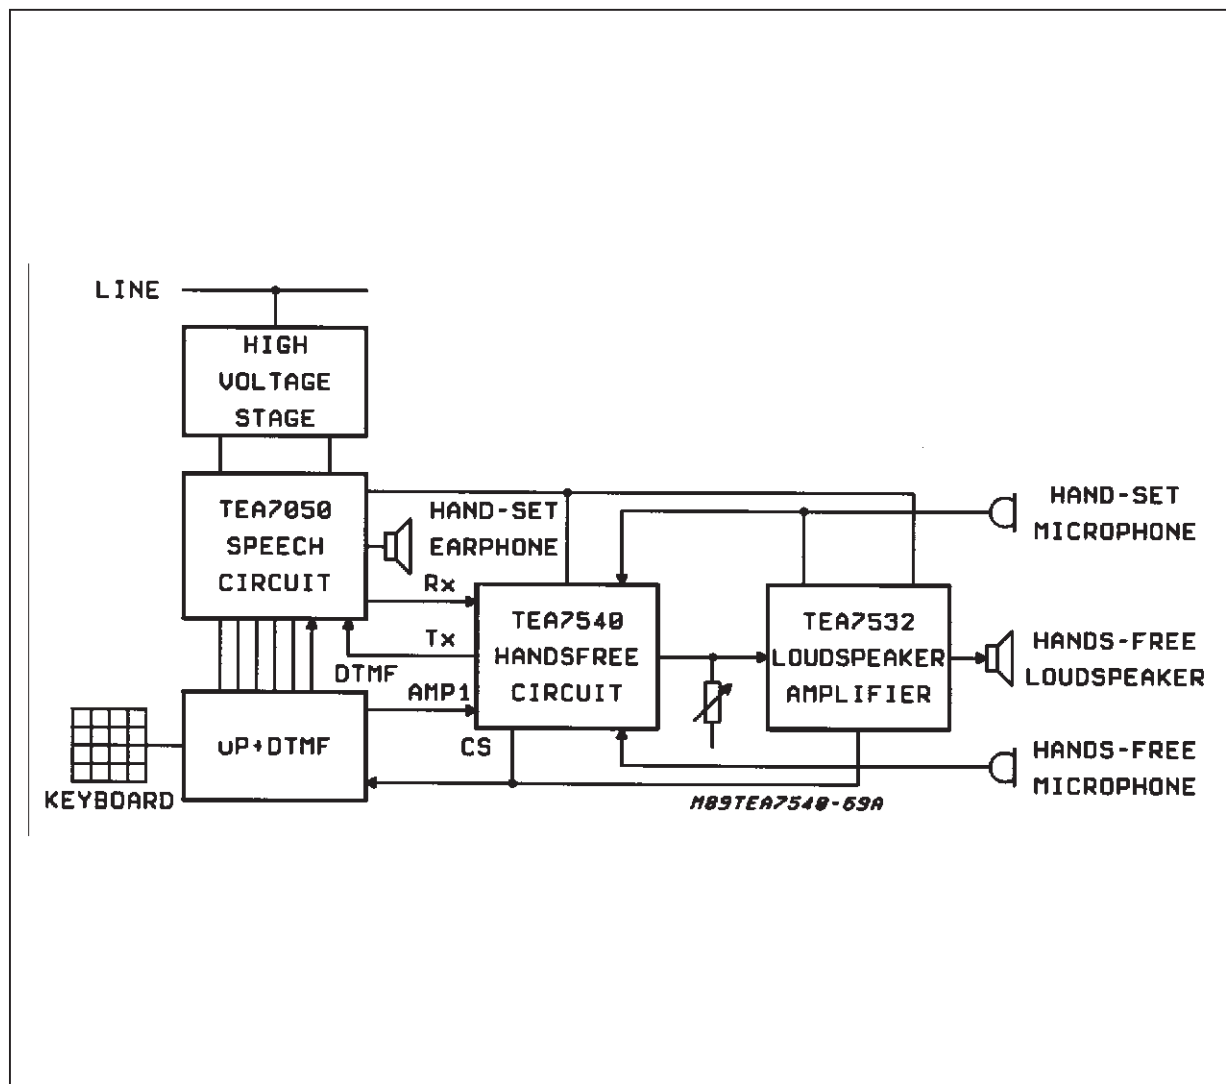 LINE
HIGH
VOLTAGE
STAGE
TEA7050
SPEECH
CIRCUIT
HAND-SET
EARPHONE
HAND-SET
MICROPHONE
Rx
Tx
DTMF
AMP1
CS
TEA7540
HANDSFREE
CIRCUIT
TEA7532
LOUDSPEAKER
AMPLIFIER
HANDS-FREE
LOUDSPEAKER
uP+DTMF
KEYBOARD
HANDS-FREE
MICROPHONE
M89TEA7540-69A